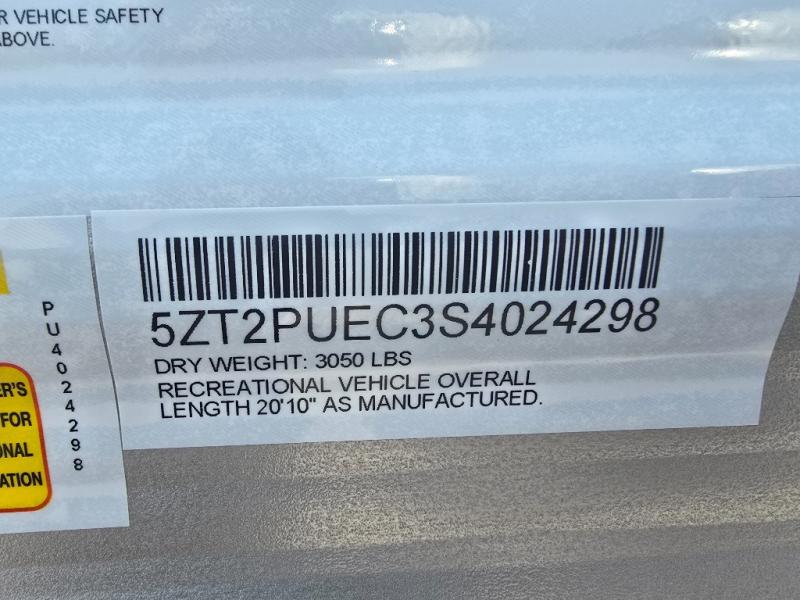 R VEHICLE SAFETY
ABOVE.
5ZT2PUEC3S4024298
DRY WEIGHT: 3050 LBS
RECREATIONAL VEHICLE OVERALL
LENGTH 20'10" AS MANUFACTURED.
PU4024298
ER'S
FOR
ONAL
ATION